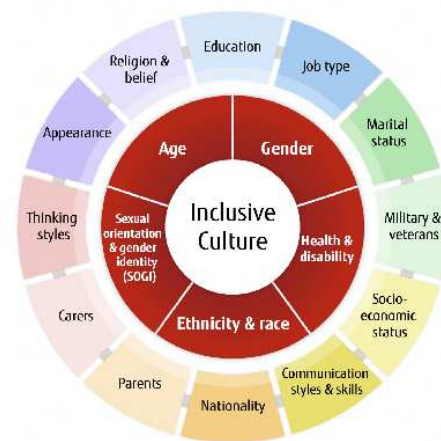 Inclusive
Culture
Age
Gender
Health &
disability
Ethnicity & race
Sexual
orientation
& gender
identity
(SOGI)
Education
Job type
Marital
status
Military &
veterans
Socio-
economic
status
Communication
styles & skills
Nationality
Parents
Carers
Thinking
styles
Appearance
Religion &
belief